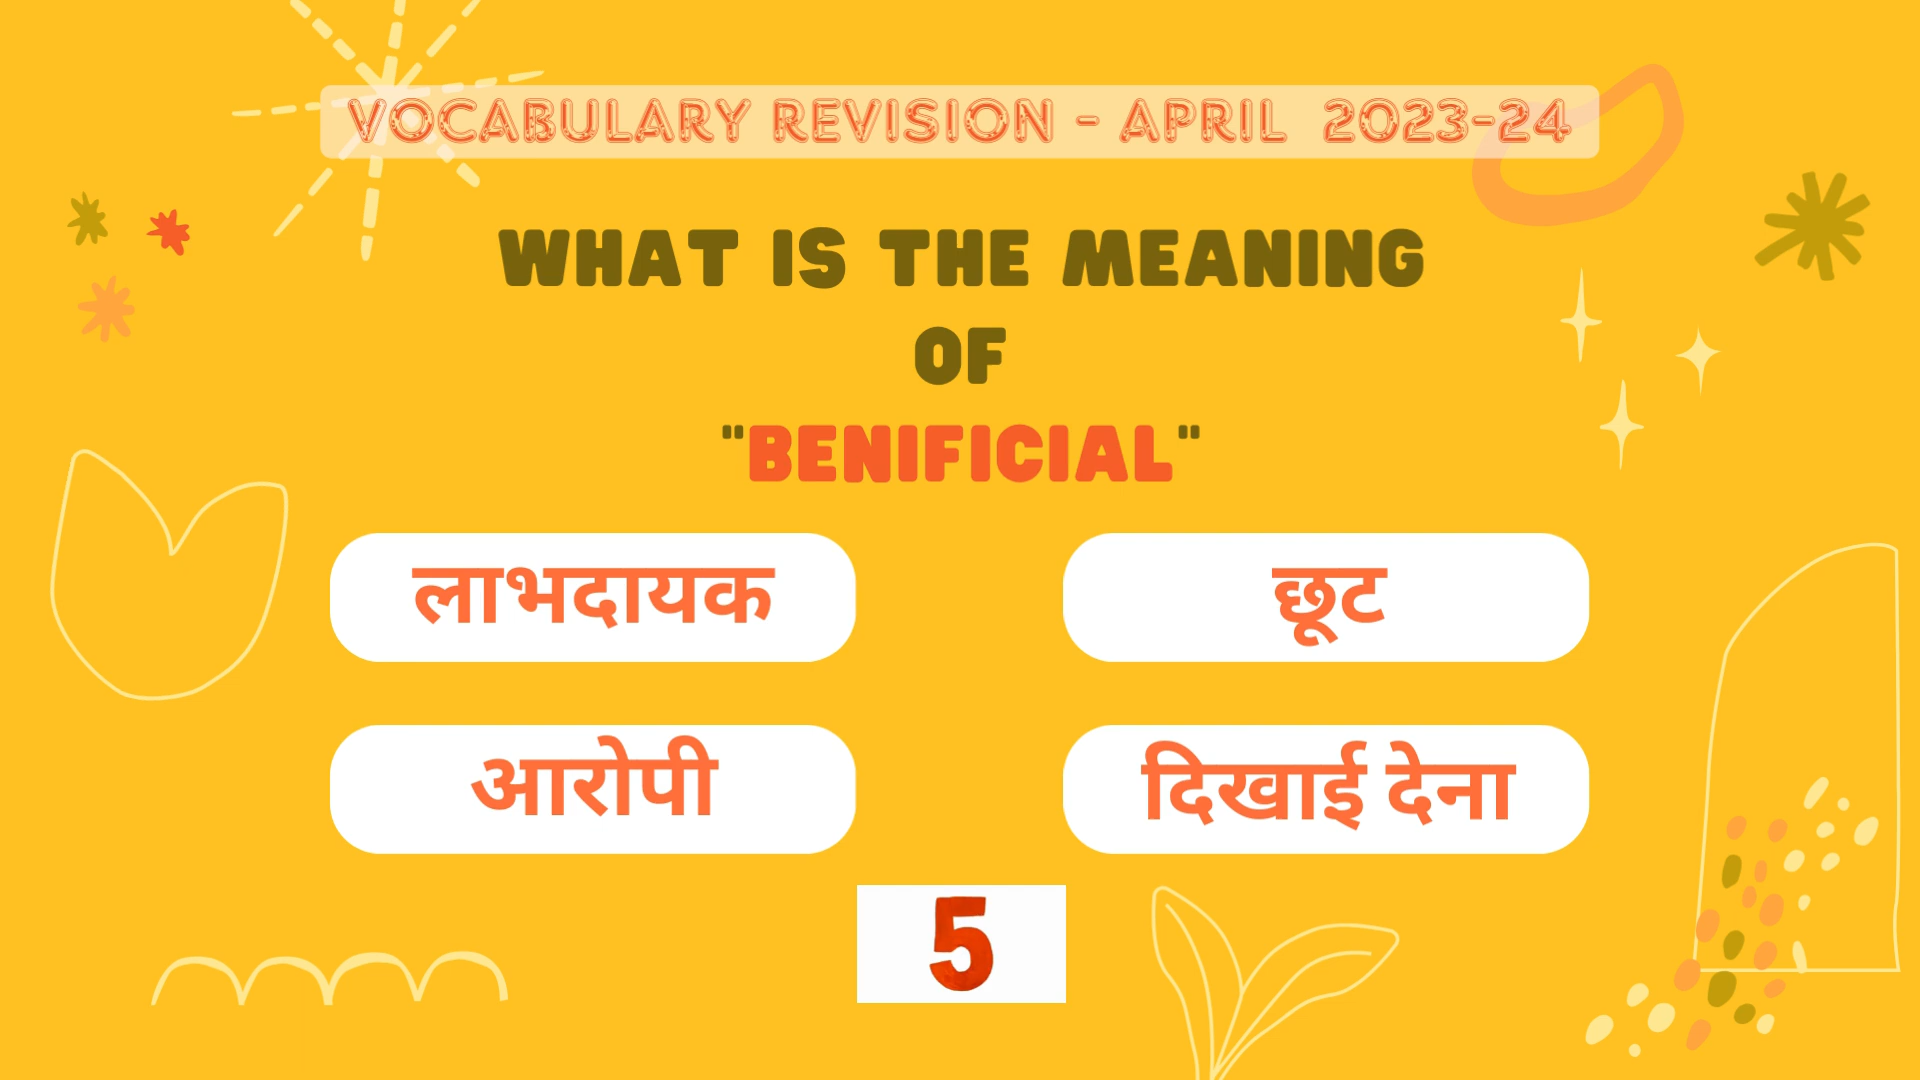 VOCABULARY REVISION - APRIL 2023-24
WHAT IS THE MEANING
OF
"BENIFICIAL"
लाभदायक
छूट
आरोपी
दिखाई देना
5